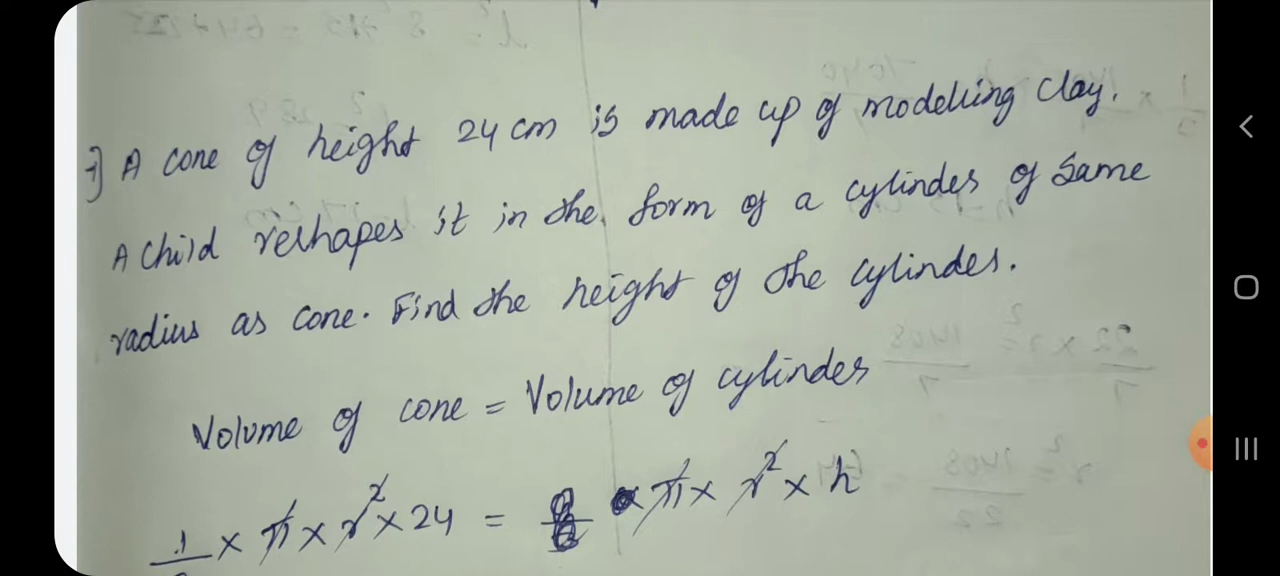 7] A cone of height 24 cm is made up of modelling clay.
A child reshapes it in the form of a cylinder of same
radius as cone. Find the height of the cylinder.
Volume of cone = Volume of cylinder
1 × π × r² × 24 = π × r² × h